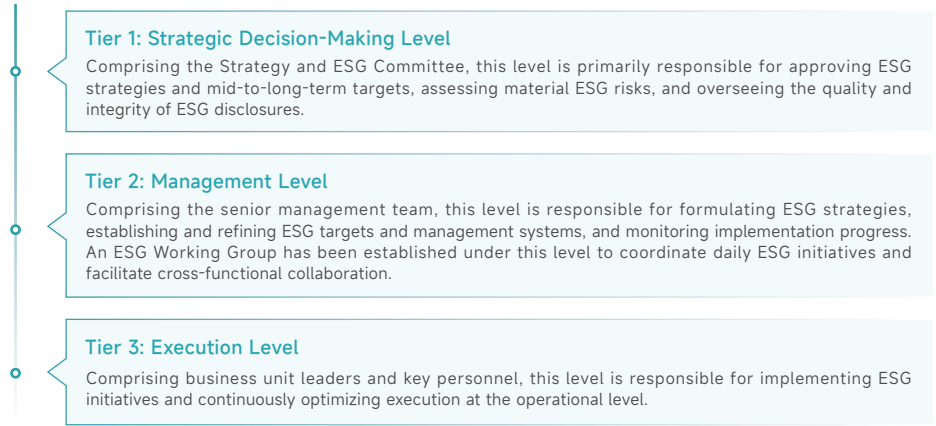 Tier 1: Strategic Decision-Making Level
Comprising the Strategy and ESG Committee, this level is primarily responsible for approving ESG
strategies and mid-to-long-term targets, assessing material ESG risks, and overseeing the quality and
integrity of ESG disclosures.
Tier 2: Management Level
Comprising the senior management team, this level is responsible for formulating ESG strategies,
establishing and refining ESG targets and management systems, and monitoring implementation progress.
An ESG Working Group has been established under this level to coordinate daily ESG initiatives and
facilitate cross-functional collaboration.
Tier 3: Execution Level
Comprising business unit leaders and key personnel, this level is responsible for implementing ESG
initiatives and continuously optimizing execution at the operational level.